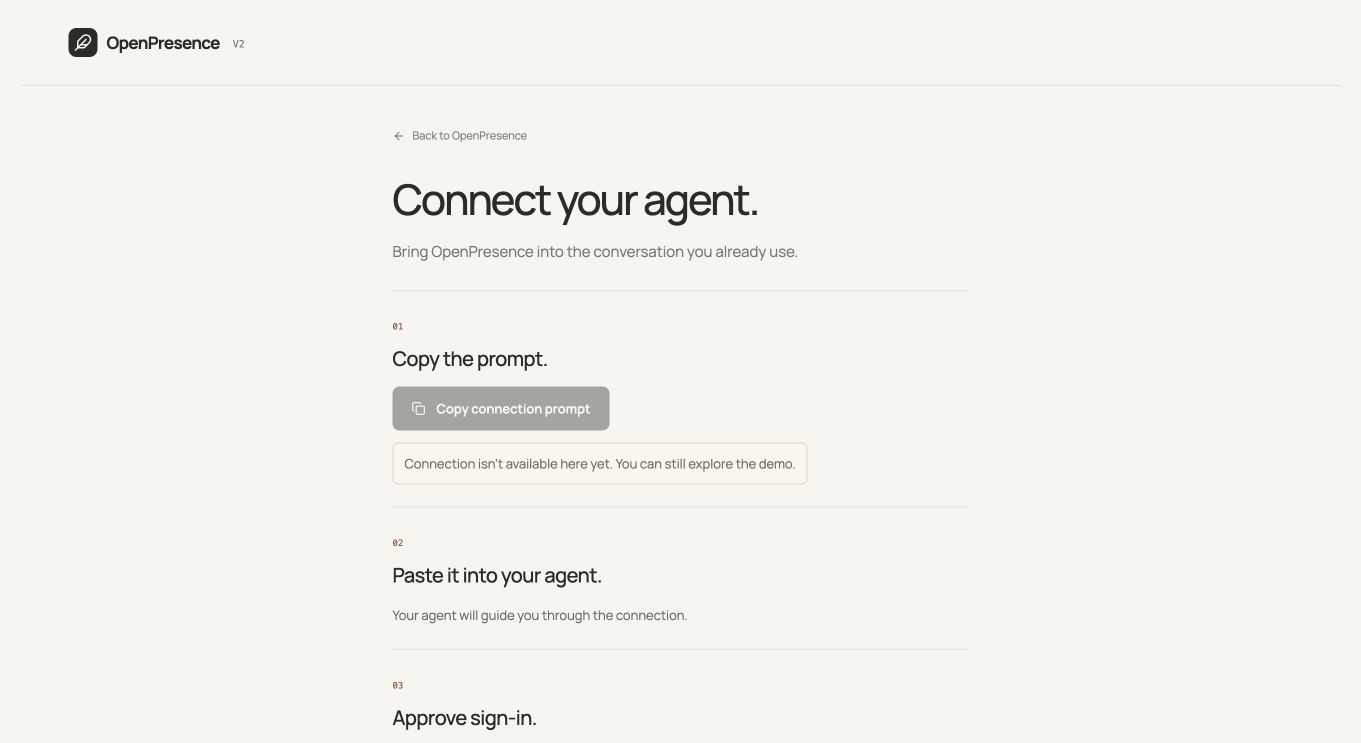 OpenPresence V2
Back to OpenPresence
Connect your agent.
Bring OpenPresence into the conversation you already use.
01
Copy the prompt.
Copy connection prompt
Connection isn't available here yet. You can still explore the demo.
02
Paste it into your agent.
Your agent will guide you through the connection.
03
Approve sign-in.